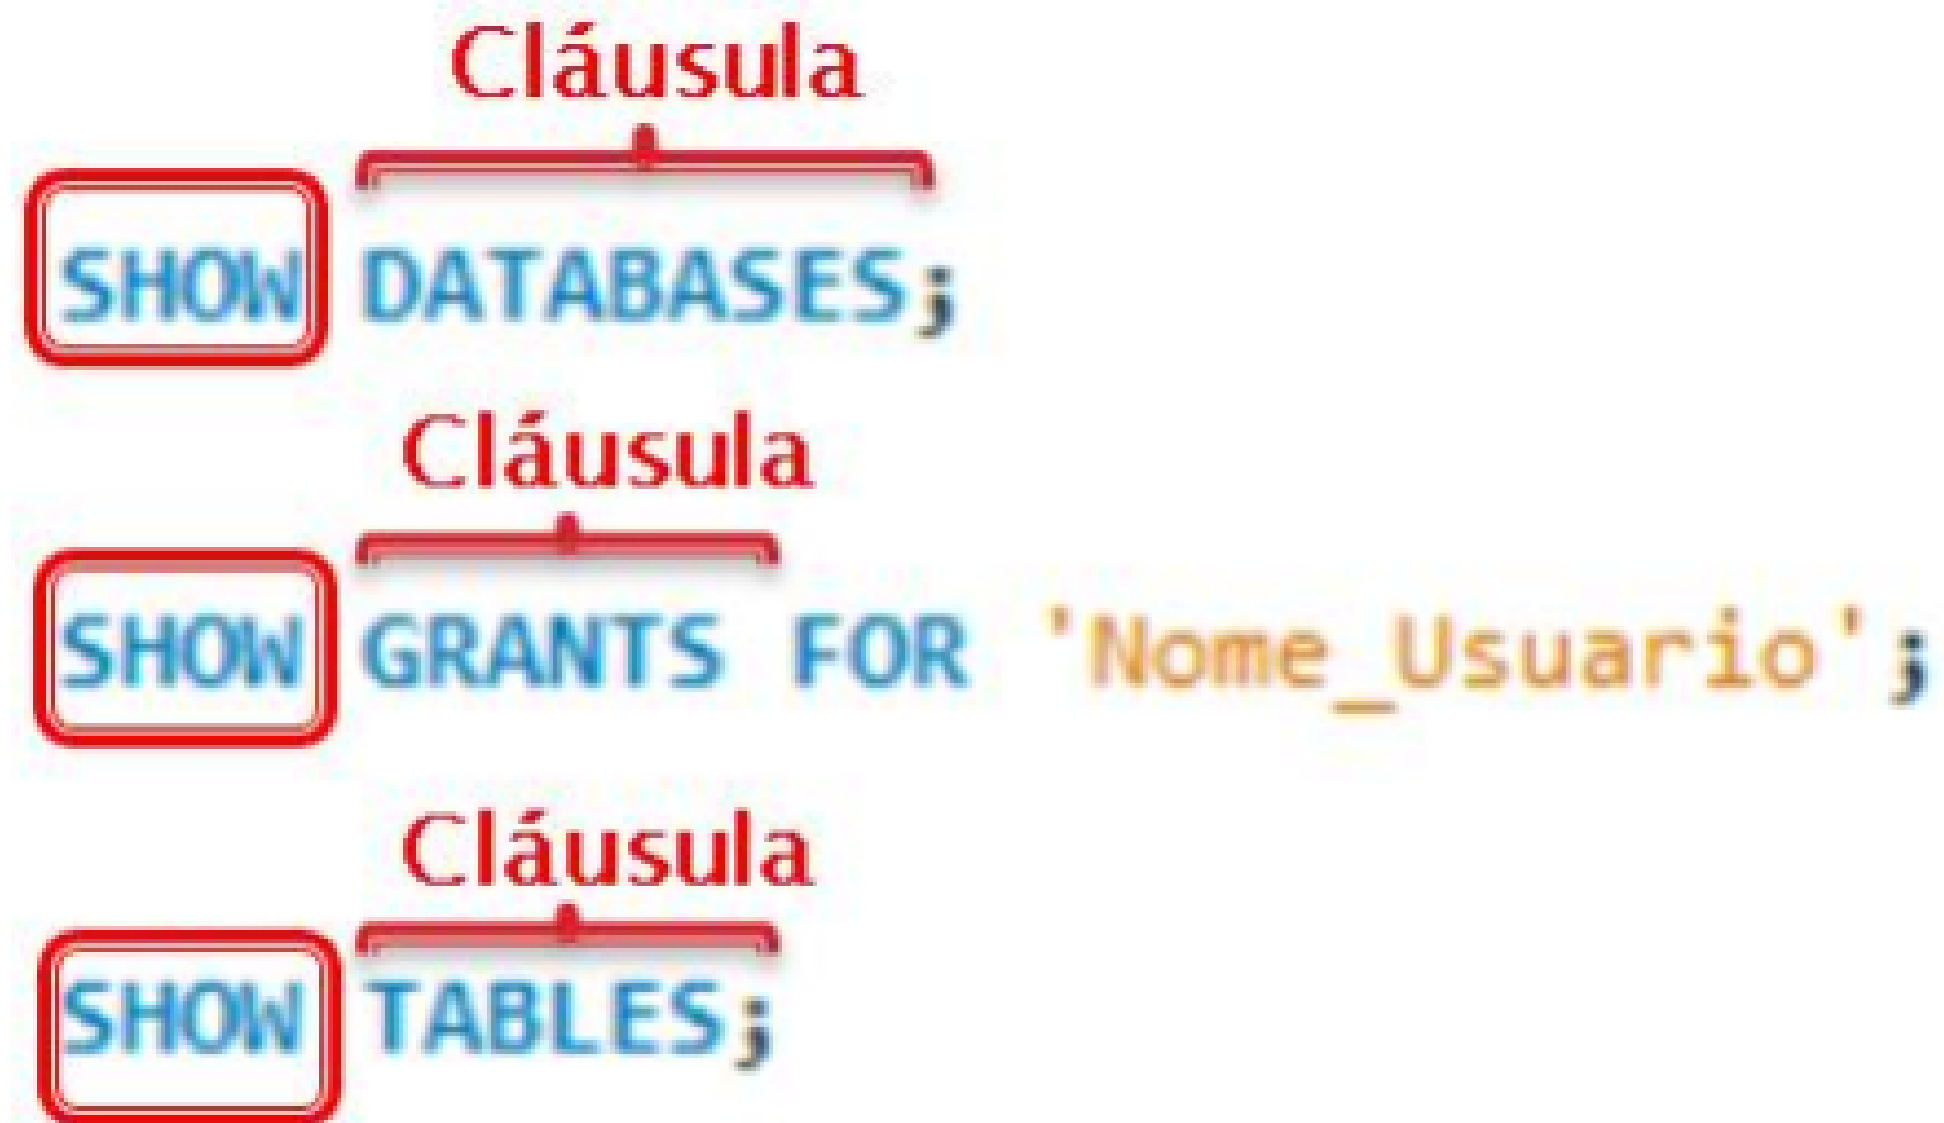 Cláusula
SHOW DATABASES;
Cláusula
SHOW GRANTS FOR 'Nome_Usuario';
Cláusula
SHOW TABLES;